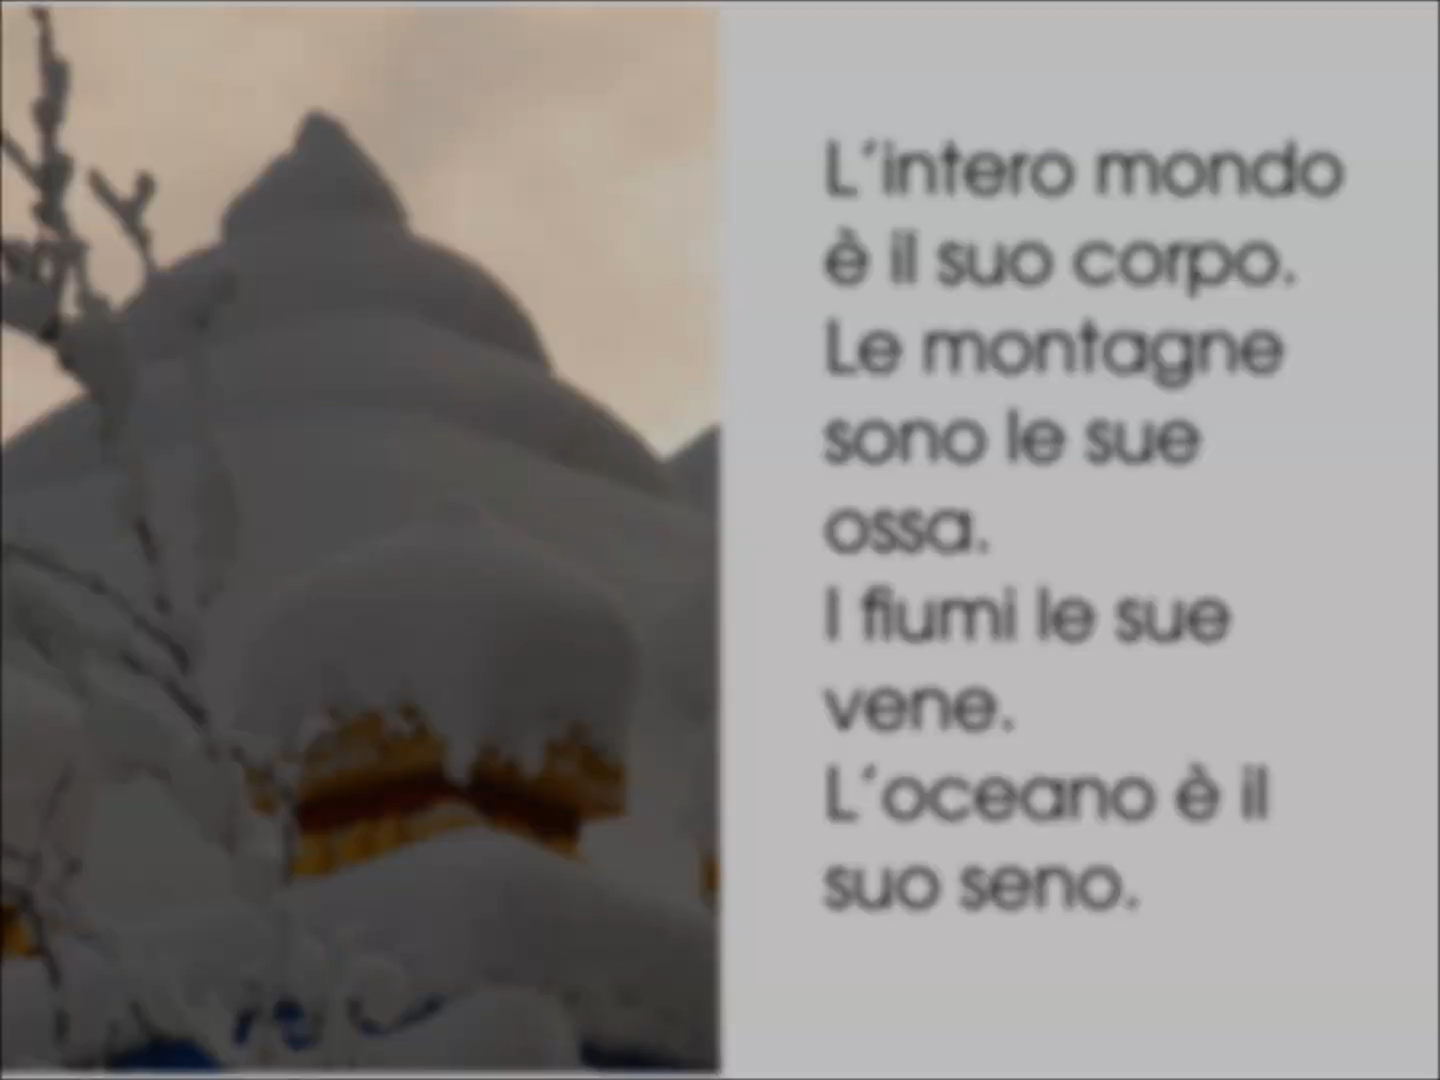 L´intero mondo
è il suo corpo.
Le montagne
sono le sue
ossa.
I fiumi le sue
vene.
L´oceano è il
suo seno.